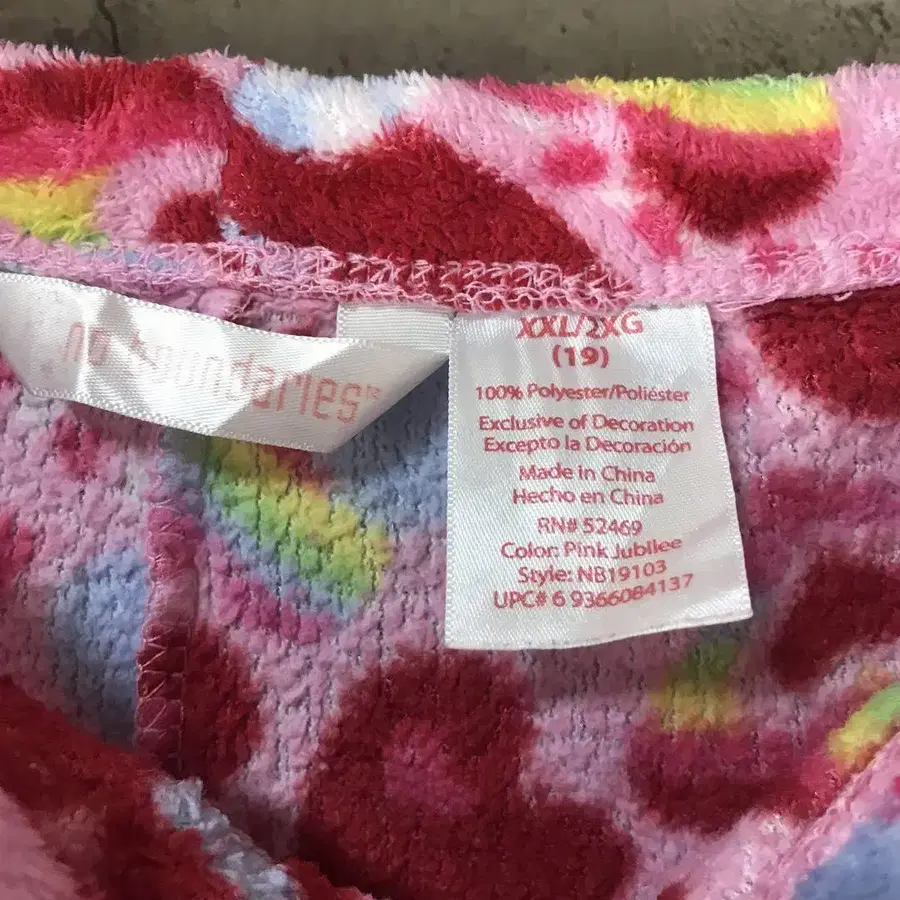 no boundaries™
XXL/2XG
(19)
100% Polyester/Poliéster
Exclusive of Decoration
Excepto la Decoración
Made in China
Hecho en China
RN# 52469
Color: Pink Jubilee
Style: NB19103
UPC# 6 9366084137